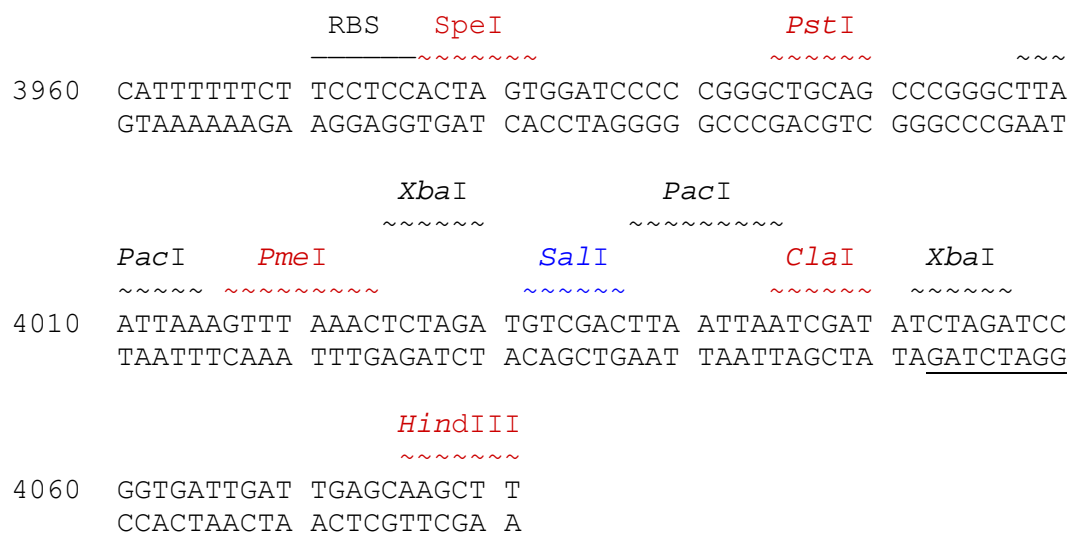 RBS SpeI PstI
——————~~~~~~~ ~~~~~~ ~~~
3960 CATTTTTTCT TCCTCCACTA GTGGATCCCC CGGGCTGCAG CCCGGGCTTA
GTAAAAAAGA AGGAGGTGAT CACCTAGGGG GCCCGACGTC GGGCCCGAAT
XbaI PacI
~~~~~~ ~~~~~~~~~
PacI PmeI SalI ClaI XbaI
~~~~~ ~~~~~~~~~ ~~~~~~ ~~~~~~ ~~~~~~
4010 ATTAAAGTTT AAACTCTAGA TGTCGACTTA ATTAATCGAT ATCTAGATCC
TAATTTCAAA TTTGAGATCT ACAGCTGAAT TAATTAGCTA TAGATCTAGG
HindIII
~~~~~~~
4060 GGTGATTGAT TGAGCAAGCT T
CCACTAACTA ACTCGTTCGA A